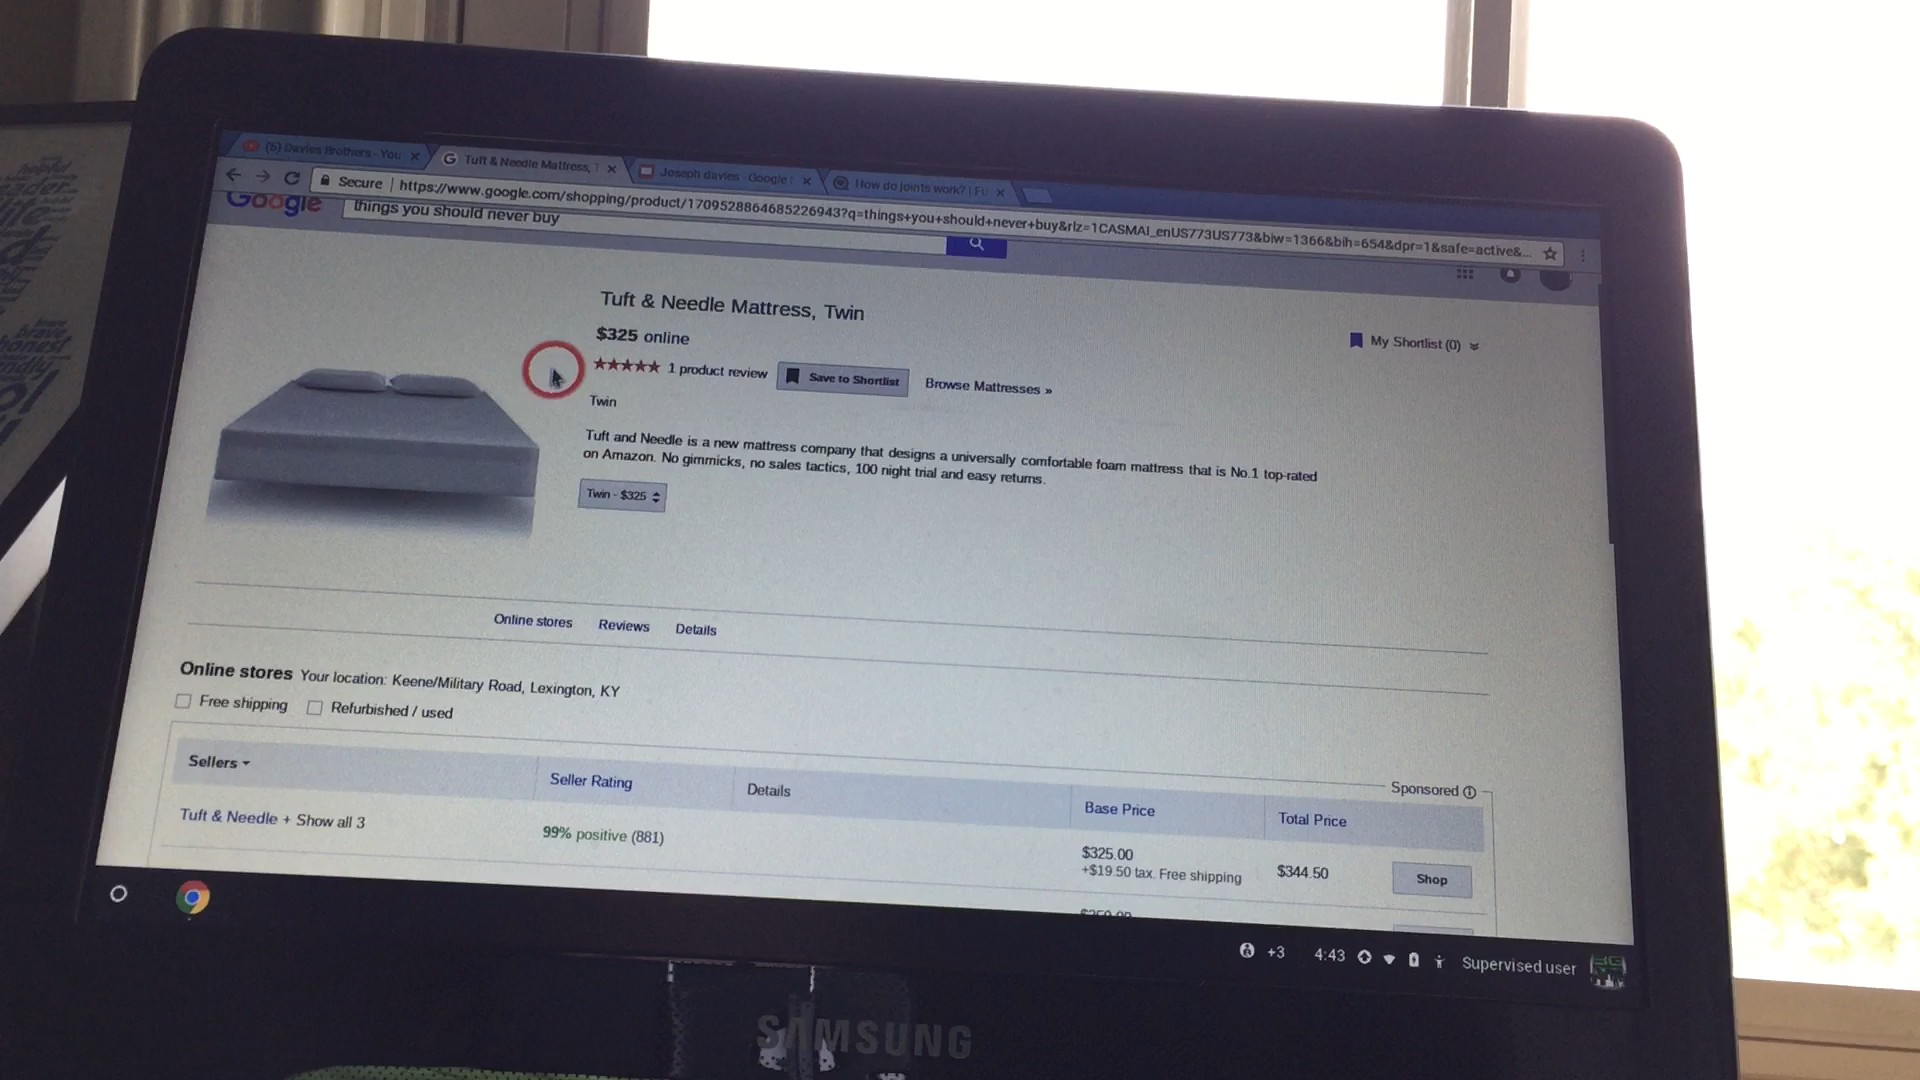 helpful
life
brave
honest
(5) Davies Brothers - You
Tuft & Needle Mattress, T
Joseph davies - Google
How do joints work? | Fu
Secure | https://www.google.com/shopping/product/1709528864685226943?q=things+you+should+never+buy&rlz=1CASMAI_enUS773US773&biw=1366&bih=654&dpr=1&safe=active&...
Google
things you should never buy
Tuft & Needle Mattress, Twin
$325 online
My Shortlist (0)
1 product review
Save to Shortlist
Browse Mattresses »
Twin
Tuft and Needle is a new mattress company that designs a universally comfortable foam mattress that is No.1 top-rated
on Amazon. No gimmicks, no sales tactics, 100 night trial and easy returns.
Twin - $325
Online stores Reviews Details
Online stores Your location: Keene/Military Road, Lexington, KY
Free shipping Refurbished / used
Sponsored
Sellers Seller Rating Details Base Price Total Price
Tuft & Needle + Show all 3 99% positive (881) $325.00 $344.50 Shop
+$19.50 tax. Free shipping
+3 4:43 Supervised user
SAMSUNG